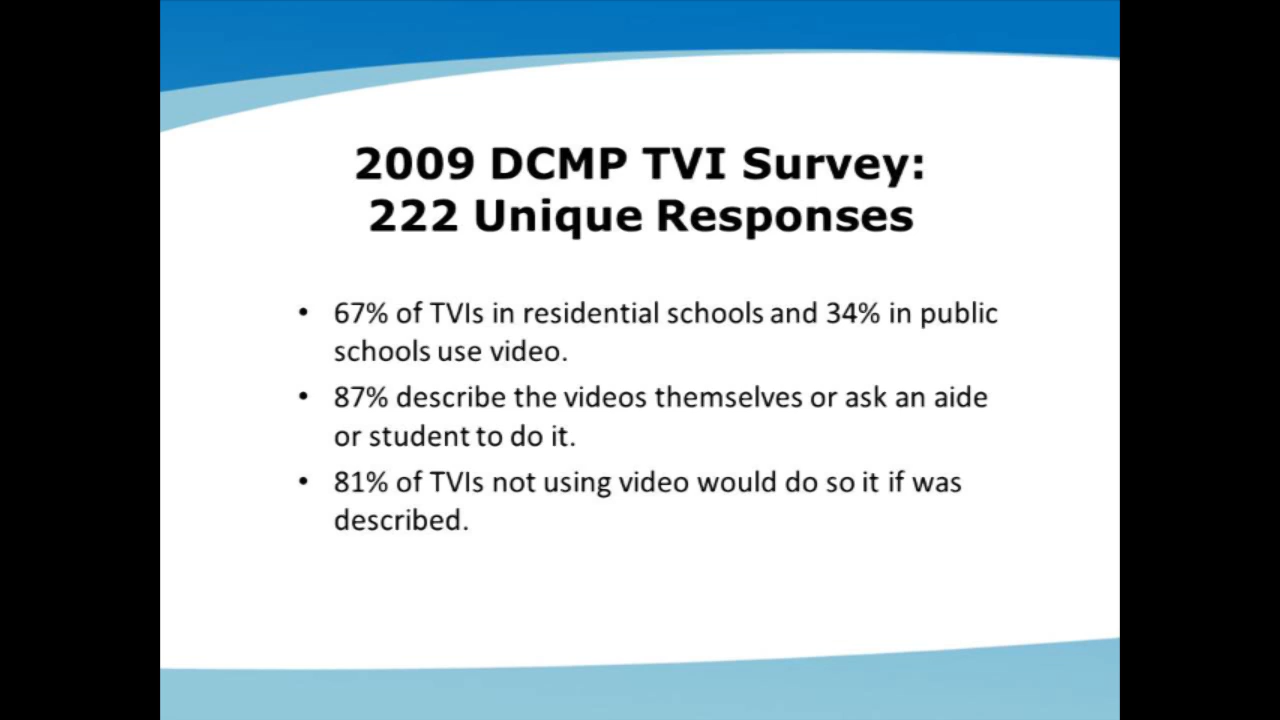 2009 DCMP TVI Survey:
222 Unique Responses
• 67% of TVIs in residential schools and 34% in public
schools use video.
• 87% describe the videos themselves or ask an aide
or student to do it.
• 81% of TVIs not using video would do so it if was
described.